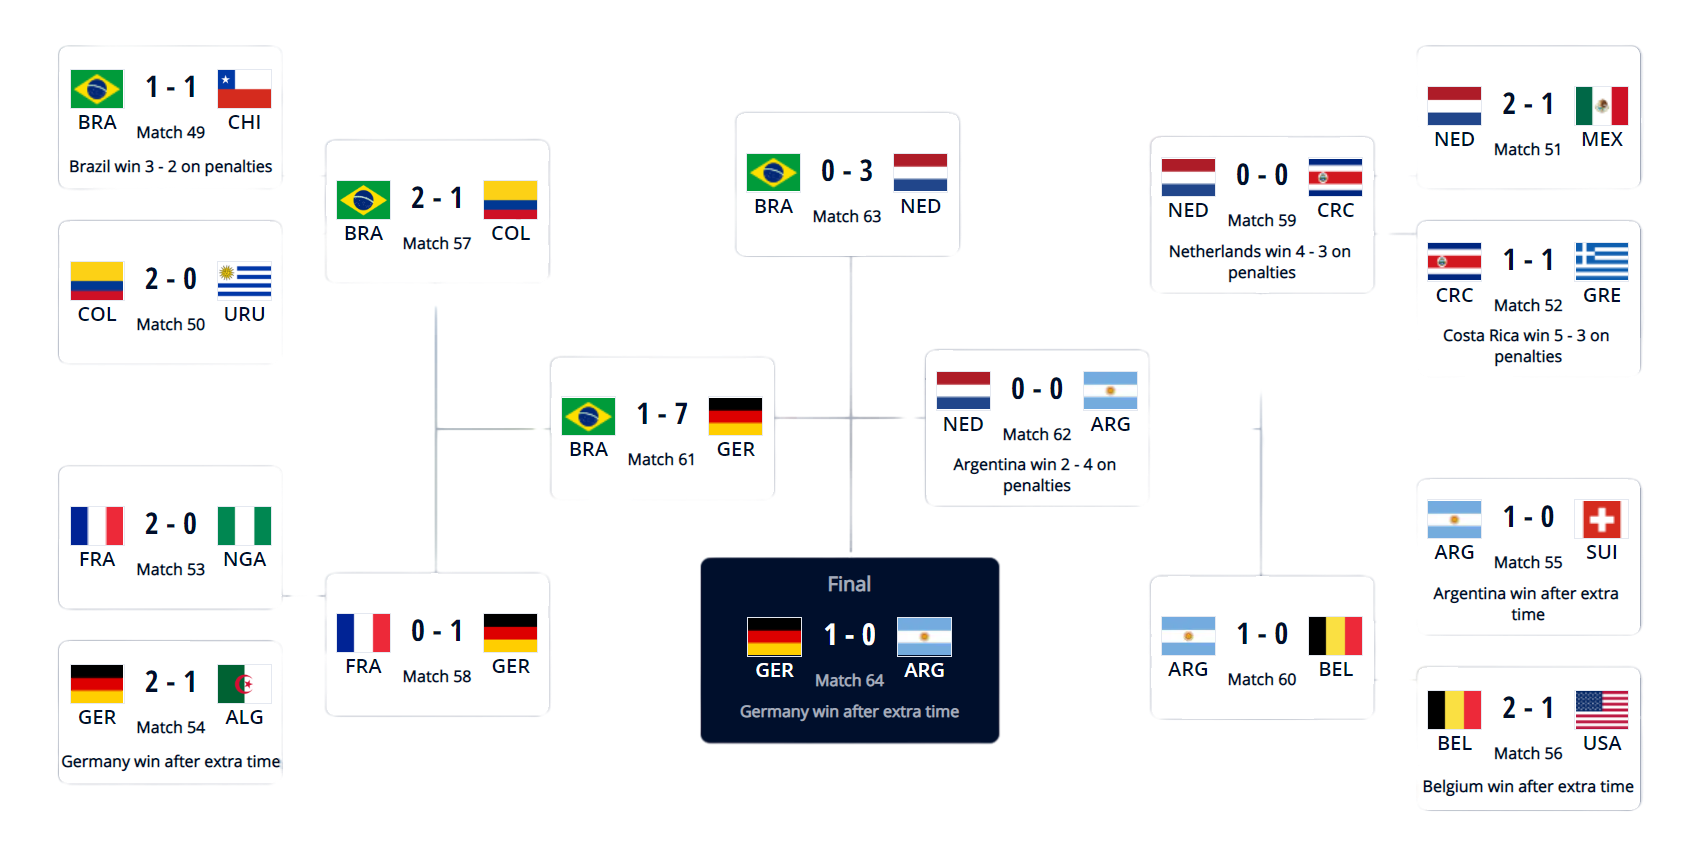 1 - 1
BRA CHI
Match 49
Brazil win 3 - 2 on penalties
2 - 0
COL URU
Match 50
2 - 0
FRA NGA
Match 53
2 - 1
GER ALG
Match 54
Germany win after extra time
2 - 1
BRA COL
Match 57
0 - 1
FRA GER
Match 58
1 - 7
BRA GER
Match 61
0 - 3
BRA NED
Match 63
Final
1 - 0
GER ARG
Match 64
Germany win after extra time
0 - 0
NED ARG
Match 62
Argentina win 2 - 4 on
penalties
0 - 0
NED CRC
Match 59
Netherlands win 4 - 3 on
penalties
1 - 0
ARG BEL
Match 60
2 - 1
NED MEX
Match 51
1 - 1
CRC GRE
Match 52
Costa Rica win 5 - 3 on
penalties
1 - 0
ARG SUI
Match 55
Argentina win after extra
time
2 - 1
BEL USA
Match 56
Belgium win after extra time